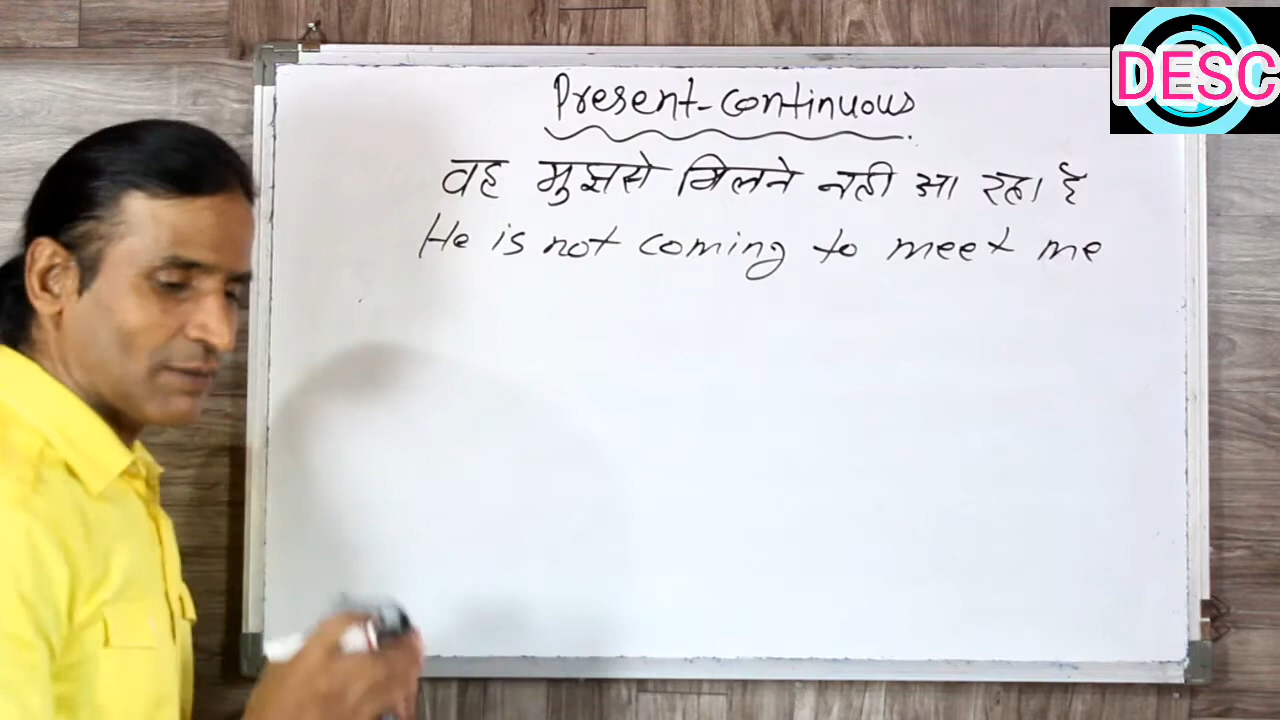 DESC
Present-Continuous
वह मुझसे मिलने नही आ रहा है
He is not coming to meet me